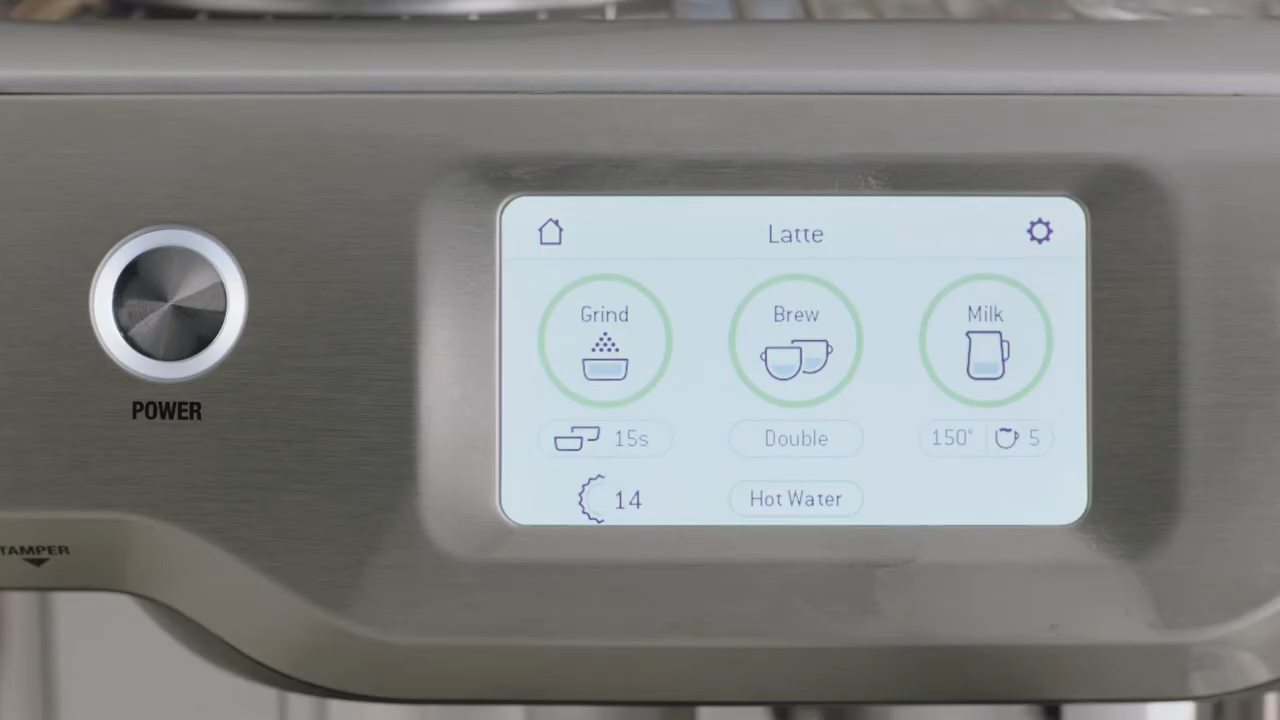 Latte
Grind
Brew
Milk
POWER
15s
Double
150° 5
14
Hot Water
TAMPER